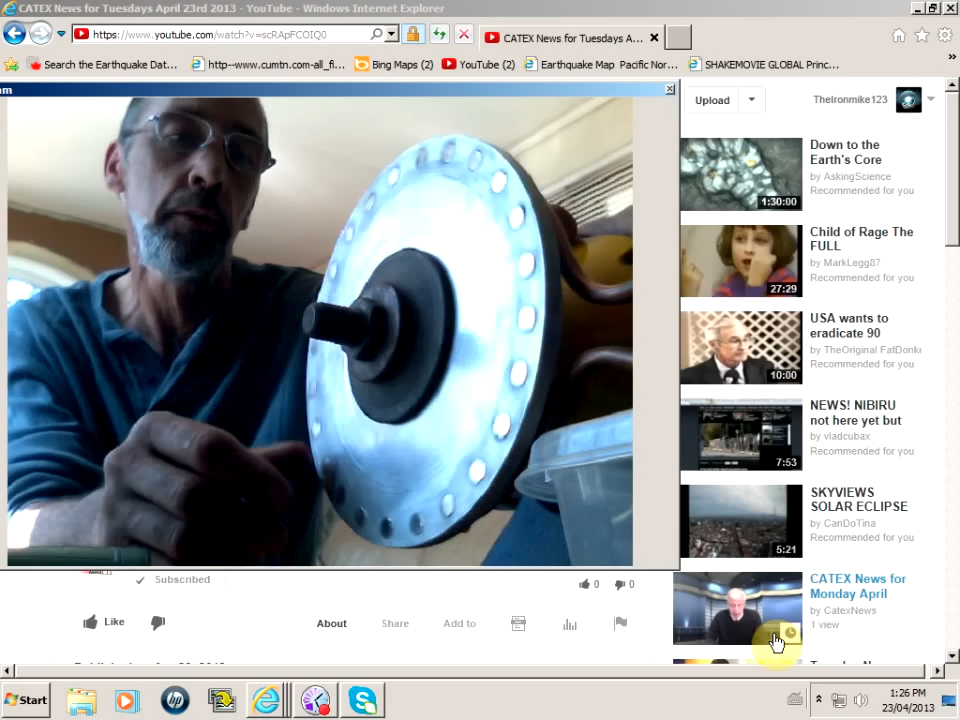 CATEX News for Tuesdays April 23rd 2013 - YouTube - Windows Internet Explorer
https://www.youtube.com/watch?v=scRApFCOIQ0
CATEX News for Tuesdays A...
Search the Earthquake Dat...
http--www.cumtn.com-all_fi...
Bing Maps (2)
YouTube (2)
Earthquake Map Pacific Nor...
SHAKEMOVIE GLOBAL Princ...
am
Upload
TheIronmike123
Down to the
Earth's Core
by AskingScience
Recommended for you
1:30:00
Child of Rage The
FULL
by MarkLegg87
Recommended for you
27:29
USA wants to
eradicate 90
by TheOriginal FatDonk
Recommended for you
10:00
NEWS! NIBIRU
not here yet but
by vladcubax
Recommended for you
7:53
SKYVIEWS
SOLAR ECLIPSE
by CanDoTina
Recommended for you
5:21
CATEX News for
Monday April
by CatexNews
1 view
Subscribed
0 0
Like
About Share Add to
Start
1:26 PM
23/04/2013